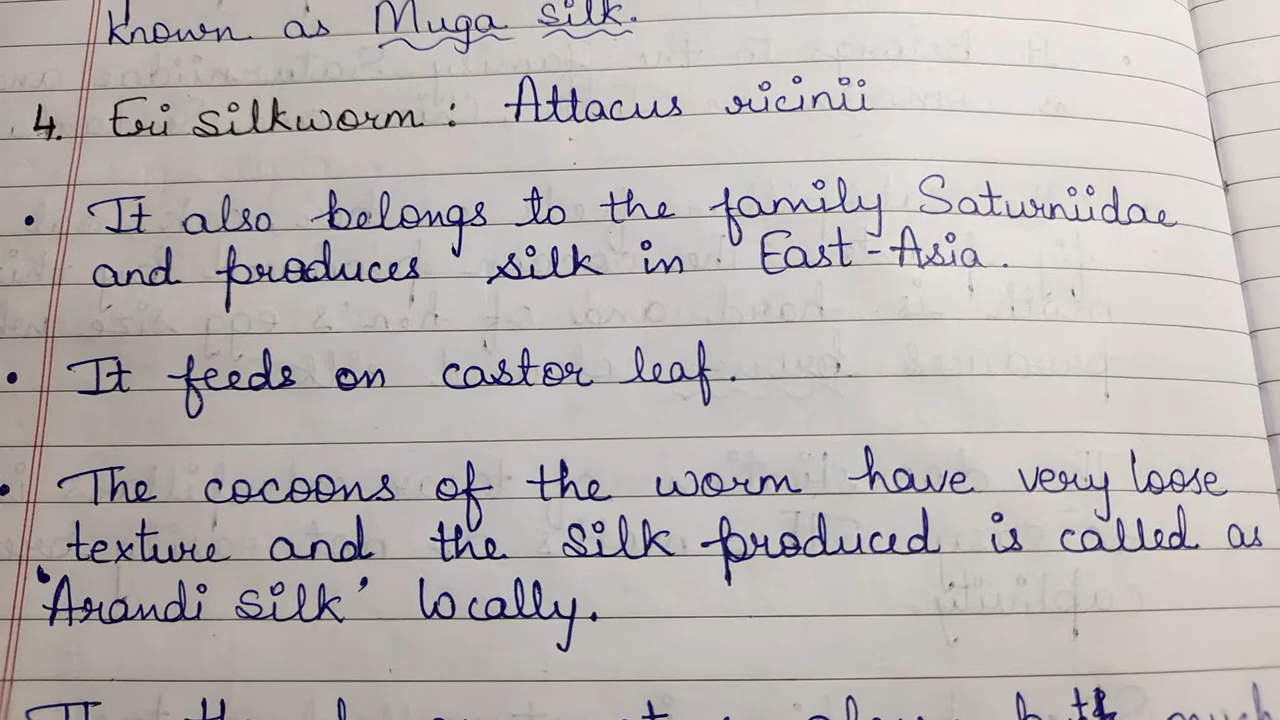 known as Muga silk.
4. Eri silkworm : Attacus ricinii
• It also belongs to the family Saturniidae
and produces silk in East-Asia.
• It feeds on castor leaf.
• The cocoons of the worm have very loose
texture and the silk produced is called as
'Arandi silk' locally.